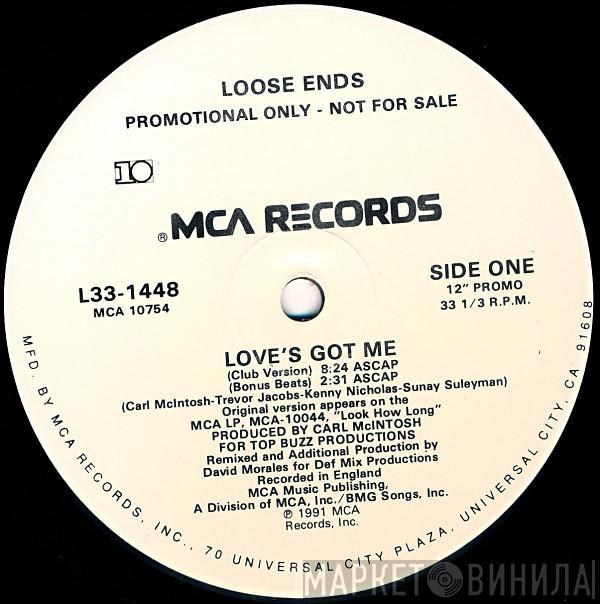 LOOSE ENDS
PROMOTIONAL ONLY - NOT FOR SALE
10
® MCA RECORDS
L33-1448
MCA 10754
SIDE ONE
12" PROMO
33 1/3 R.P.M.
LOVE'S GOT ME
(Club Version) 8:24 ASCAP
(Bonus Beats) 2:31 ASCAP
(Carl McIntosh-Trevor Jacobs-Kenny Nicholas-Sunay Suleyman)
Original version appears on the
MCA LP, MCA-10044, "Look How Long"
PRODUCED BY CARL McINTOSH
FOR TOP BUZZ PRODUCTIONS
Remixed and Additional Production by
David Morales for Def Mix Productions
Recorded in England
MCA Music Publishing,
A Division of MCA, Inc./BMG Songs, Inc.
℗ 1991 MCA
Records, Inc.
MFD. BY MCA RECORDS, INC., 70 UNIVERSAL CITY PLAZA, UNIVERSAL CITY, CA. 91608
МАРКЕТ ВИНИЛА